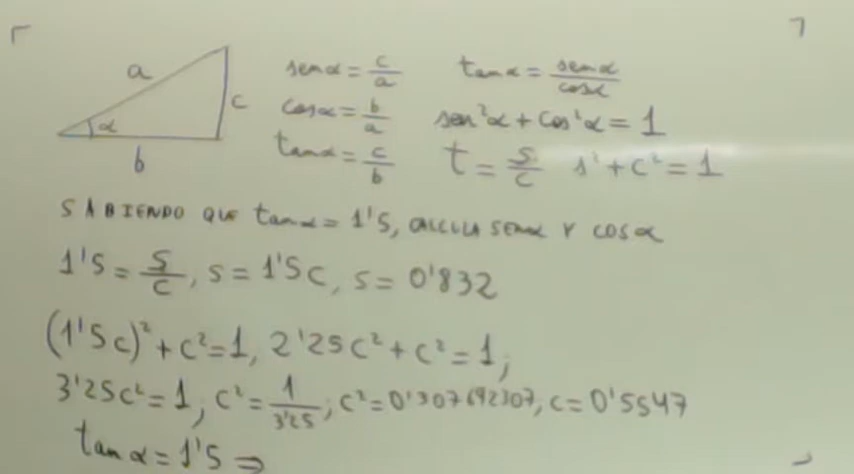 a
c
α
b
senα = c/a
cosα = b/a
tanα = c/b
tanα = senα/cosα
sen²α + cos²α = 1
t = s/c s² + c² = 1
SABIENDO QUE tanα = 1'5, CALCULA SENα Y COSα
1'5 = s/c, s = 1'5c, s = 0'832
(1'5c)² + c² = 1, 2'25c² + c² = 1;
3'25c² = 1; c² = 1/3'25; c² = 0'307692307, c = 0'5547
tanα = 1'5 ⇒